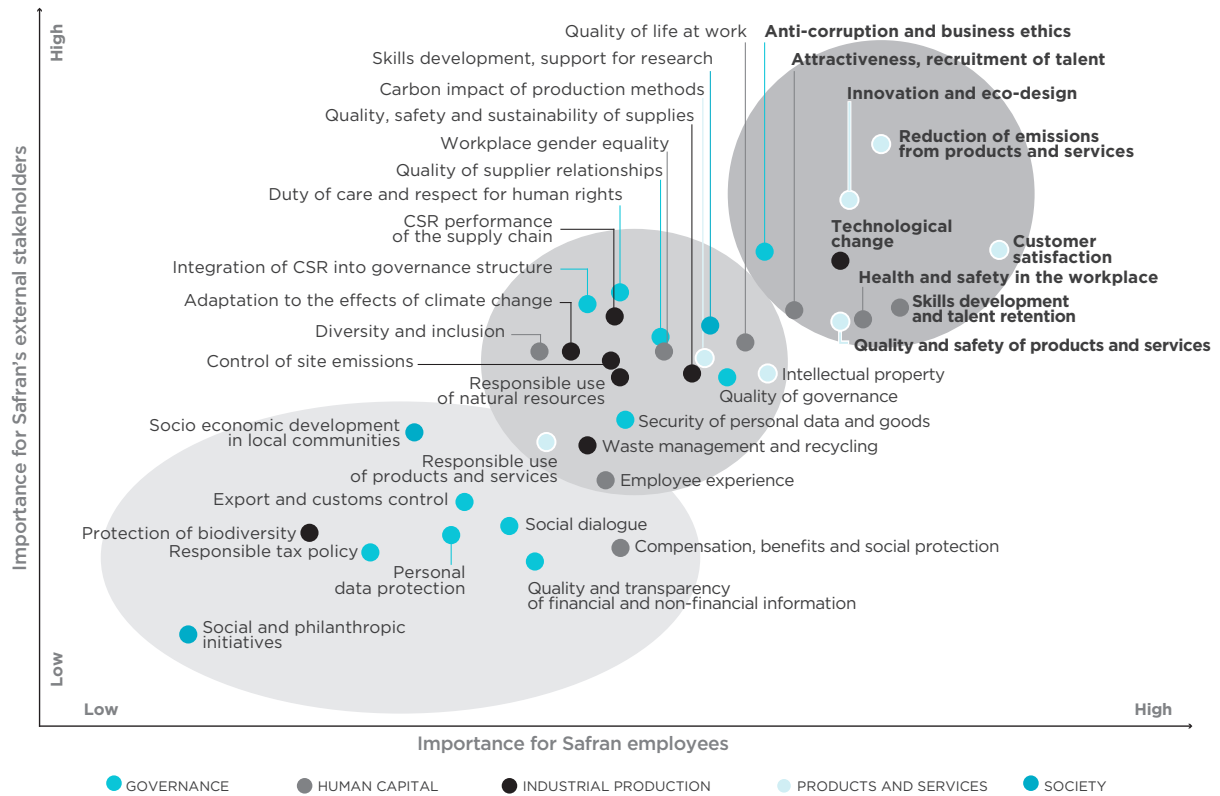 High
Importance for Safran's external stakeholders
Low
Quality of life at work
Anti-corruption and business ethics
Skills development, support for research
Attractiveness, recruitment of talent
Carbon impact of production methods
Innovation and eco-design
Quality, safety and sustainability of supplies
Reduction of emissions
from products and services
Workplace gender equality
Quality of supplier relationships
Duty of care and respect for human rights
CSR performance
of the supply chain
Technological
change
Customer
satisfaction
Integration of CSR into governance structure
Health and safety in the workplace
Adaptation to the effects of climate change
Skills development
and talent retention
Diversity and inclusion
Quality and safety of products and services
Control of site emissions
Responsible use
of natural resources
Intellectual property
Quality of governance
Socio economic development
in local communities
Security of personal data and goods
Waste management and recycling
Responsible use
of products and services
Employee experience
Export and customs control
Social dialogue
Protection of biodiversity
Responsible tax policy
Compensation, benefits and social protection
Personal
data protection
Quality and transparency
of financial and non-financial information
Social and philanthropic
initiatives
Low
High
Importance for Safran employees
GOVERNANCE
HUMAN CAPITAL
INDUSTRIAL PRODUCTION
PRODUCTS AND SERVICES
SOCIETY